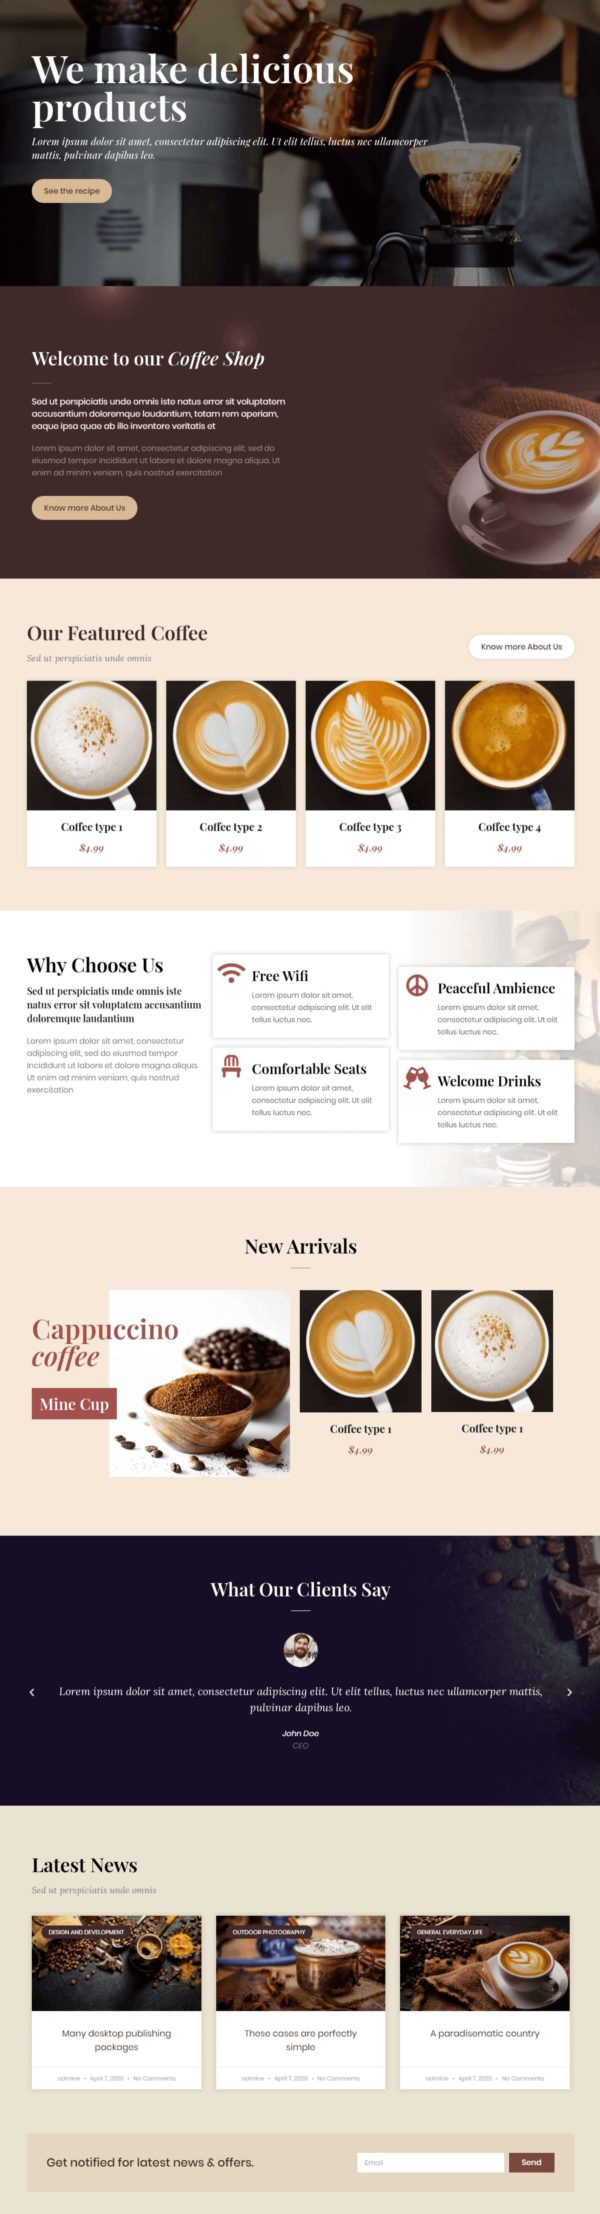 We make delicious
products
Lorem ipsum dolor sit amet, consectetur adipiscing elit. Ut elit tellus, luctus nec ullamcorper
mattis, pulvinar dapibus leo.
See the recipe
Welcome to our Coffee Shop
Sed ut perspiciatis unde omnis iste natus error sit voluptatem
accusantium doloremque laudantium, totam rem aperiam,
eaque ipsa quae ab illo inventore veritatis et
Lorem ipsum dolor sit amet, consectetur adipiscing elit, sed do
eiusmod tempor incididunt ut labore et dolore magna aliqua. Ut
enim ad minim veniam, quis nostrud exercitation
Know more About Us
Our Featured Coffee
Sed ut perspiciatis unde omnis
Know more About Us
Coffee type 1
$4.99
Coffee type 2
$4.99
Coffee type 3
$4.99
Coffee type 4
$4.99
Why Choose Us
Sed ut perspiciatis unde omnis iste
natus error sit voluptatem accusantium
doloremque laudantium
Lorem ipsum dolor sit amet, consectetur
adipiscing elit, sed do eiusmod tempor
incididunt ut labore et dolore magna aliqua.
Ut enim ad minim veniam, quis nostrud
exercitation
Free Wifi
Lorem ipsum dolor sit amet,
consectetur adipiscing elit. Ut elit
tellus luctus nec.
Peaceful Ambience
Lorem ipsum dolor sit amet,
consectetur adipiscing elit. Ut elit
tellus luctus nec.
Comfortable Seats
Lorem ipsum dolor sit amet,
consectetur adipiscing elit. Ut elit
tellus luctus nec.
Welcome Drinks
Lorem ipsum dolor sit amet,
consectetur adipiscing elit. Ut elit
tellus luctus nec.
New Arrivals
Cappuccino
coffee
Mine Cup
Coffee type 1
$4.99
Coffee type 1
$4.99
What Our Clients Say
Lorem ipsum dolor sit amet, consectetur adipiscing elit. Ut elit tellus, luctus nec ullamcorper mattis,
pulvinar dapibus leo.
John Doe
CEO
Latest News
Sed ut perspiciatis unde omnis
DESIGN AND DEVELOPMENT
Many desktop publishing
packages
admine • April 7, 2020 • No Comments
OUTDOOR PHOTOGRAPHY
These cases are perfectly
simple
admine • April 7, 2020 • No Comments
GENERAL EVERYDAY LIFE
A paradisematic country
admine • April 7, 2020 • No Comments
Get notified for latest news & offers.
Email
Send